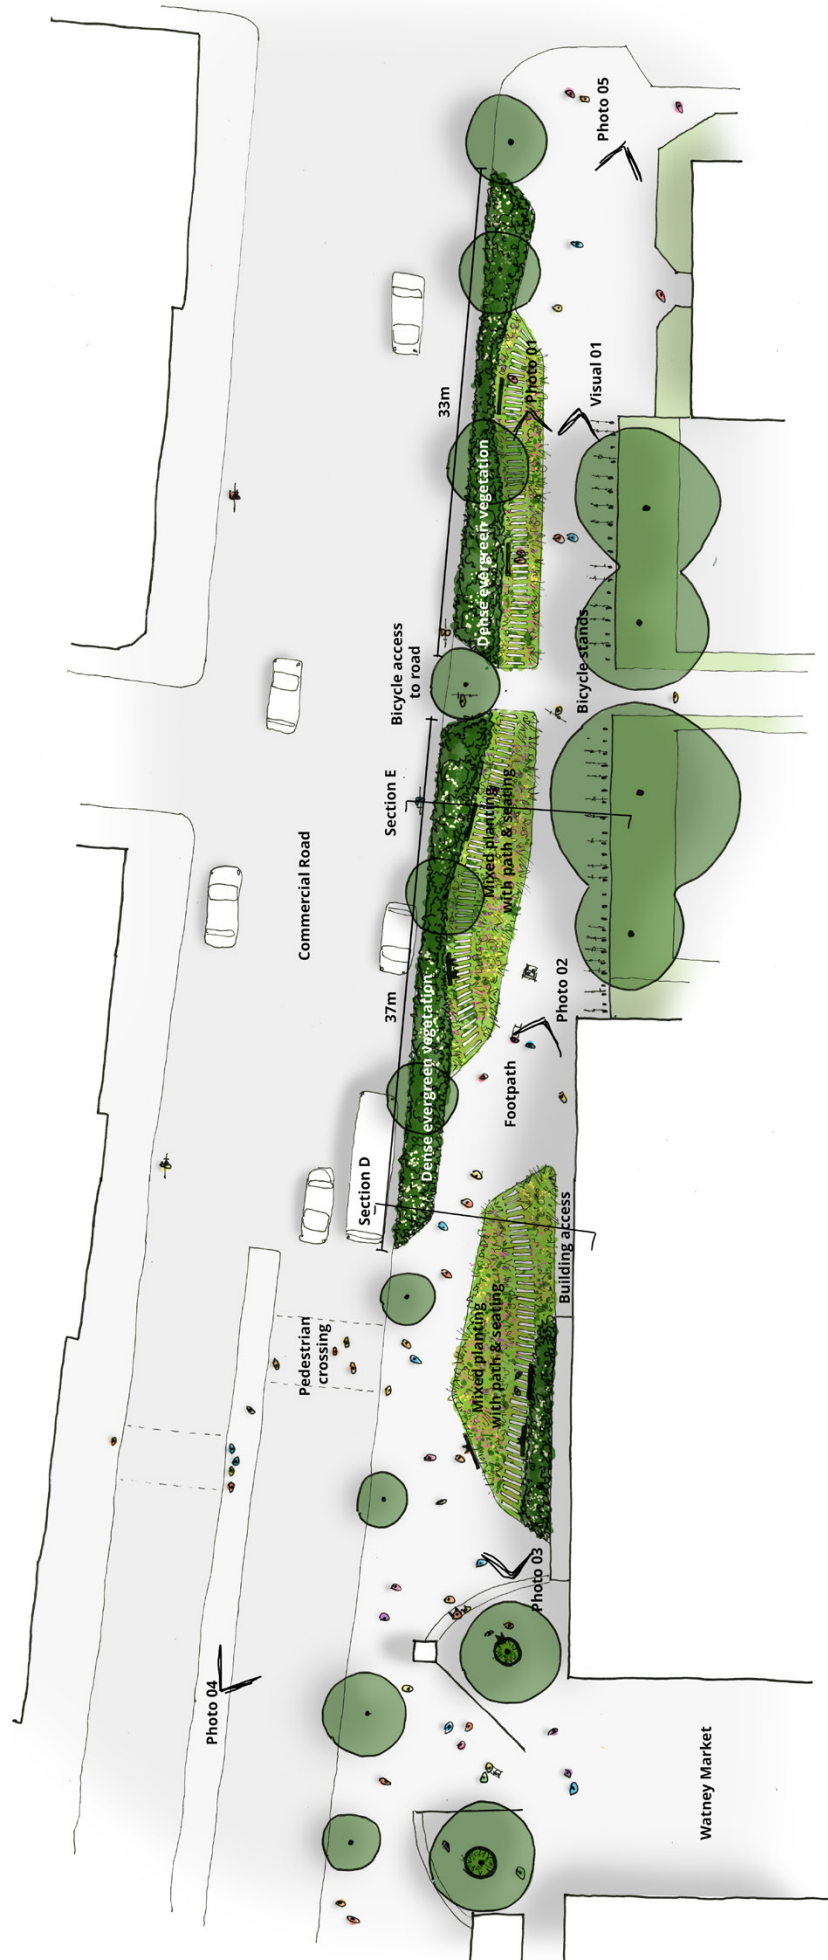 Photo 05
Photo 01
Visual 01
33m
Dense evergreen vegetation
Bicycle access
to road
Bicycle stands
Section E
Mixed planting
with path & seating
Commercial Road
37m
Photo 02
Dense evergreen vegetation
Footpath
Section D
Building access
Pedestrian
crossing
Mixed planting
with path & seating
Photo 03
Photo 04
Watney Market